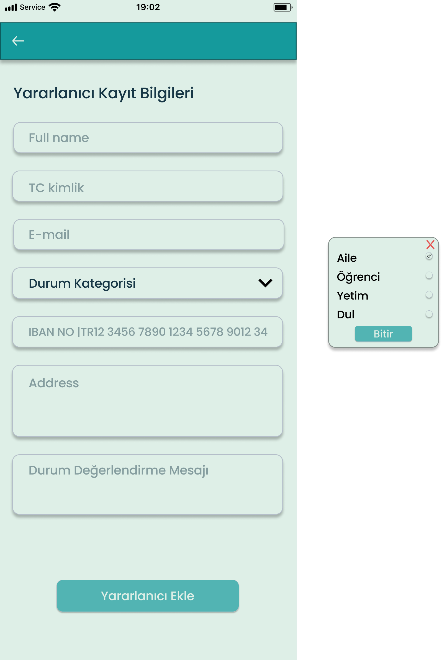 Service
19:02
Yararlanıcı Kayıt Bilgileri
Full name
TC kimlik
E-mail
Durum Kategorisi
IBAN NO |TR12 3456 7890 1234 5678 9012 34
Address
Durum Değerlendirme Mesajı
Yararlanıcı Ekle
X
Aile
Öğrenci
Yetim
Dul
Bitir